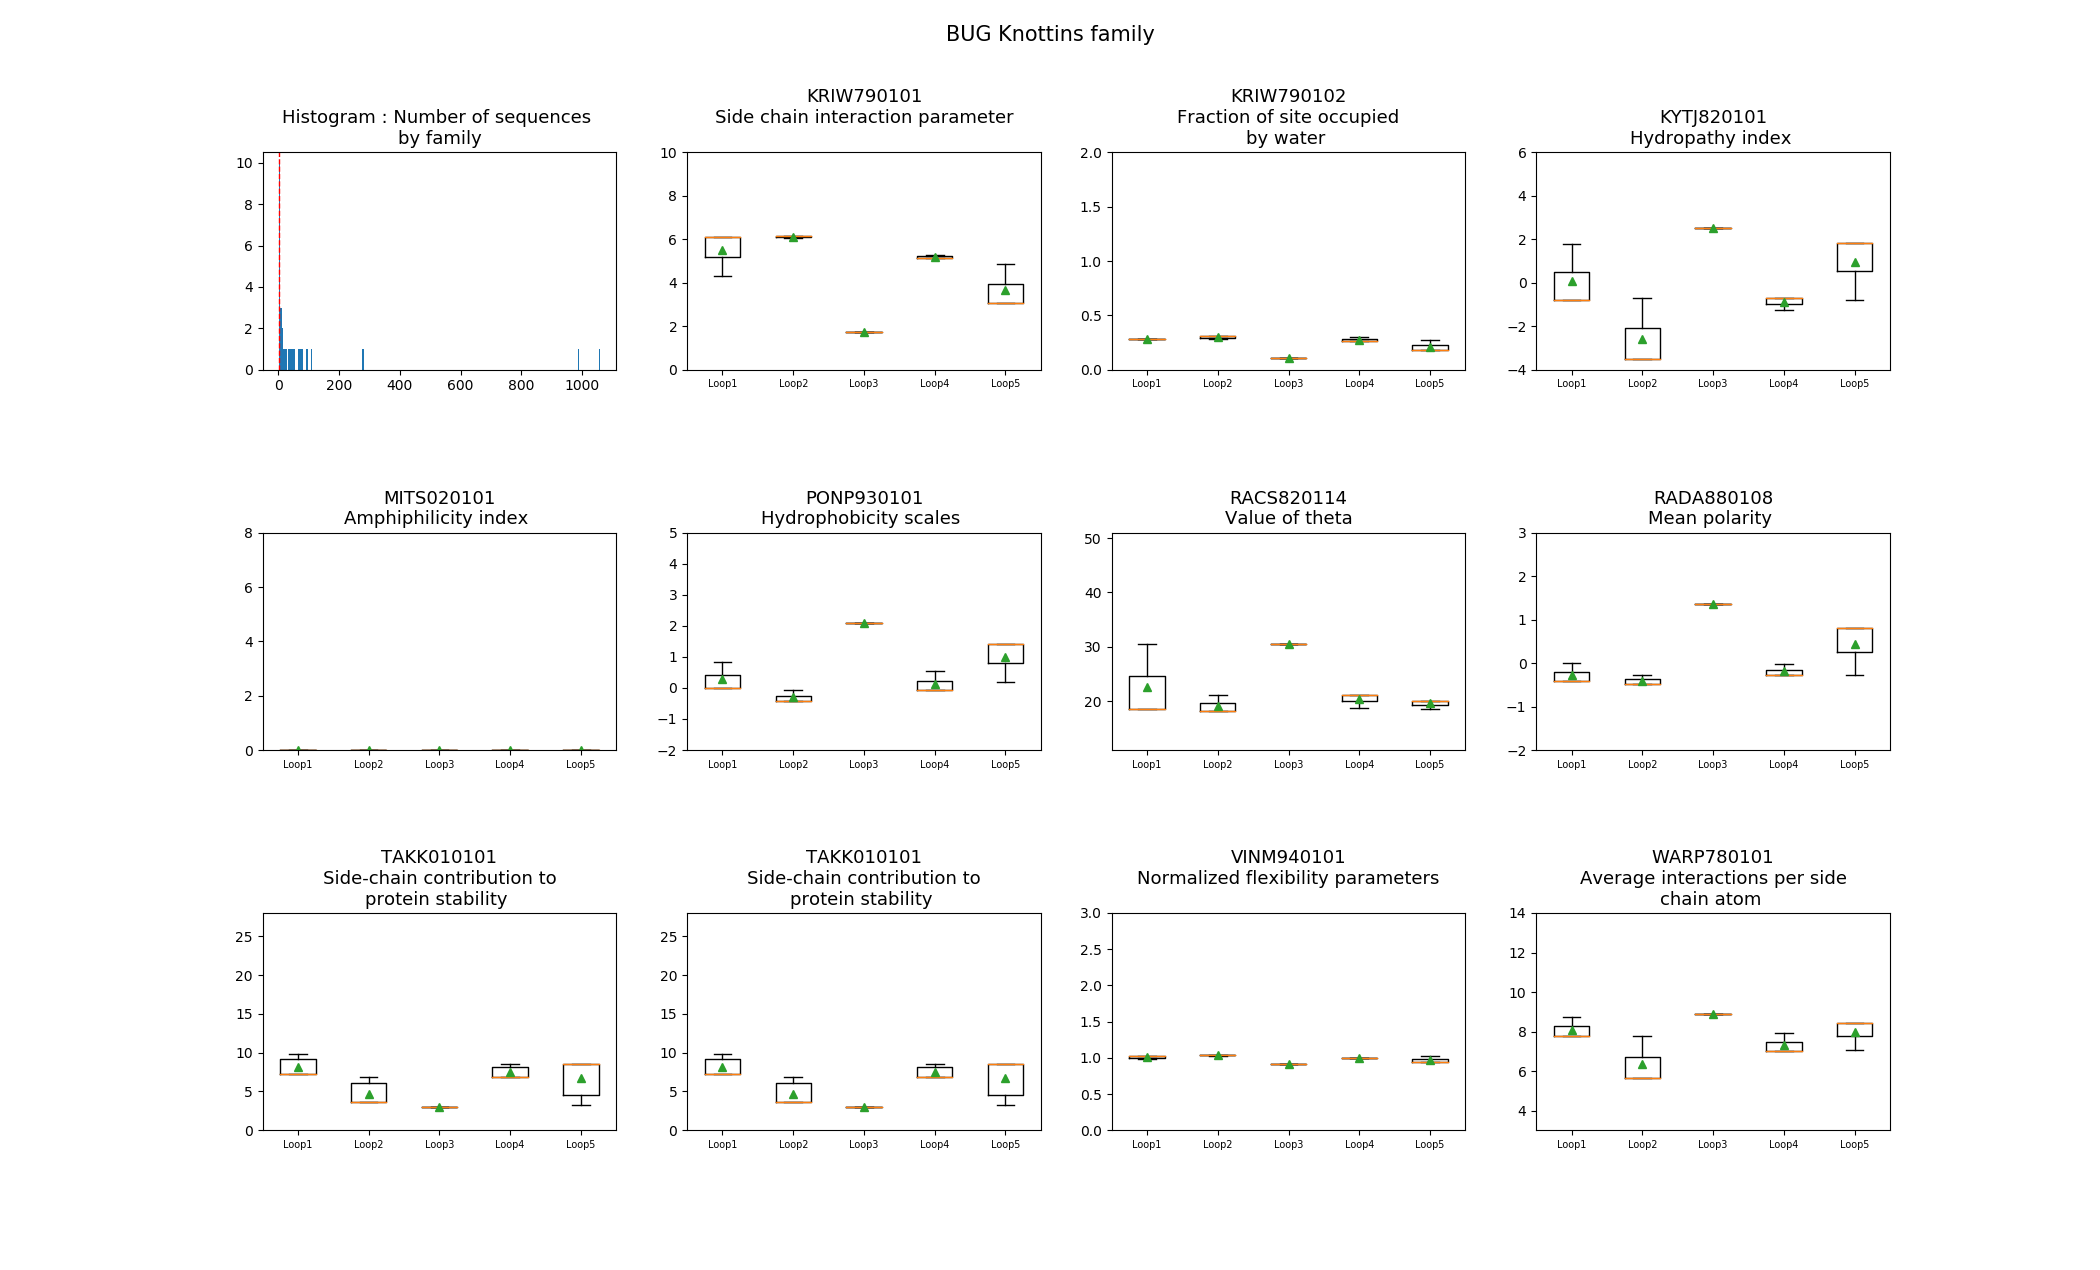 BUG Knottins family
Histogram : Number of sequences
by family
10
8
6
4
2
0
0 200 400 600 800 1000
KRIW790101
Side chain interaction parameter
10
8
6
4
2
0
Loop1 Loop2 Loop3 Loop4 Loop5
KRIW790102
Fraction of site occupied
by water
2.0
1.5
1.0
0.5
0.0
Loop1 Loop2 Loop3 Loop4 Loop5
KYTJ820101
Hydropathy index
6
4
2
0
−2
−4
Loop1 Loop2 Loop3 Loop4 Loop5
MITS020101
Amphiphilicity index
8
6
4
2
0
Loop1 Loop2 Loop3 Loop4 Loop5
PONP930101
Hydrophobicity scales
5
4
3
2
1
0
−1
−2
Loop1 Loop2 Loop3 Loop4 Loop5
RACS820114
Value of theta
50
40
30
20
Loop1 Loop2 Loop3 Loop4 Loop5
RADA880108
Mean polarity
3
2
1
0
−1
−2
Loop1 Loop2 Loop3 Loop4 Loop5
TAKK010101
Side-chain contribution to
protein stability
25
20
15
10
5
0
Loop1 Loop2 Loop3 Loop4 Loop5
TAKK010101
Side-chain contribution to
protein stability
25
20
15
10
5
0
Loop1 Loop2 Loop3 Loop4 Loop5
VINM940101
Normalized flexibility parameters
3.0
2.5
2.0
1.5
1.0
0.5
0.0
Loop1 Loop2 Loop3 Loop4 Loop5
WARP780101
Average interactions per side
chain atom
14
12
10
8
6
4
Loop1 Loop2 Loop3 Loop4 Loop5